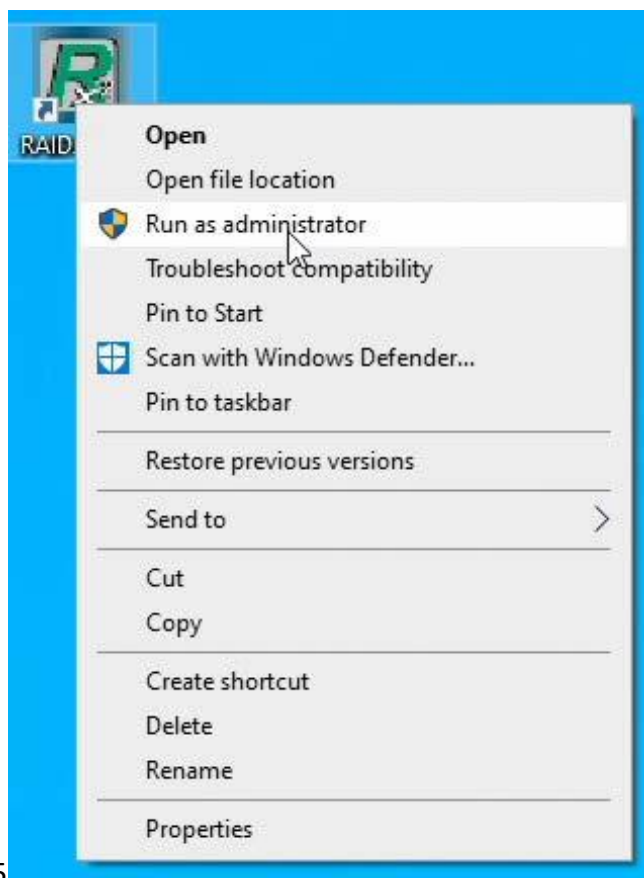 RAID
Open
Open file location
Run as administrator
Troubleshoot compatibility
Pin to Start
Scan with Windows Defender...
Pin to taskbar
Restore previous versions
Send to
Cut
Copy
Create shortcut
Delete
Rename
Properties